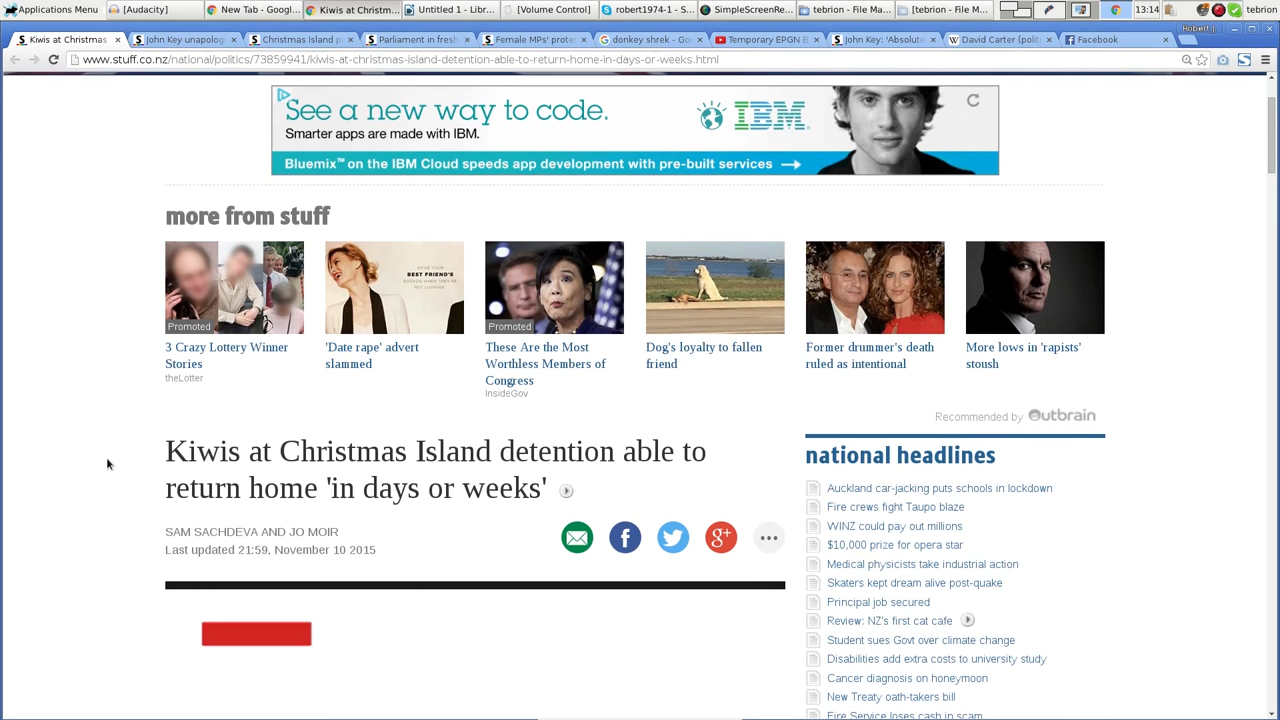 Applications Menu
[Audacity]
New Tab - Googl...
Kiwis at Christm...
Untitled 1 - Libr...
[Volume Control]
robert1974-1 - S...
SimpleScreenRe...
tebrion - File Ma...
[tebrion - File M...
13:14
tebrion
Kiwis at Christmas
John Key unapolog
Christmas Island pi
Parliament in fresh
Female MPs' protes
donkey shrek - Go
Temporary EPGN B
John Key: 'Absolute
David Carter (polit
Facebook
Robert J
www.stuff.co.nz/national/politics/73859941/kiwis-at-christmas-island-detention-able-to-return-home-in-days-or-weeks.html
See a new way to code.
Smarter apps are made with IBM.
IBM
Bluemix™ on the IBM Cloud speeds app development with pre-built services
more from stuff
BEST FRIEND'S
Promoted
Promoted
3 Crazy Lottery Winner
Stories
theLotter
'Date rape' advert
slammed
These Are the Most
Worthless Members of
Congress
InsideGov
Dog's loyalty to fallen
friend
Former drummer's death
ruled as intentional
More lows in 'rapists'
stoush
Recommended by Outbrain
Kiwis at Christmas Island detention able to
return home 'in days or weeks'
SAM SACHDEVA AND JO MOIR
Last updated 21:59, November 10 2015
national headlines
Auckland car-jacking puts schools in lockdown
Fire crews fight Taupo blaze
WINZ could pay out millions
$10,000 prize for opera star
Medical physicists take industrial action
Skaters kept dream alive post-quake
Principal job secured
Review: NZ's first cat cafe
Student sues Govt over climate change
Disabilities add extra costs to university study
Cancer diagnosis on honeymoon
New Treaty oath-takers bill
Fire Service loses cash in scam